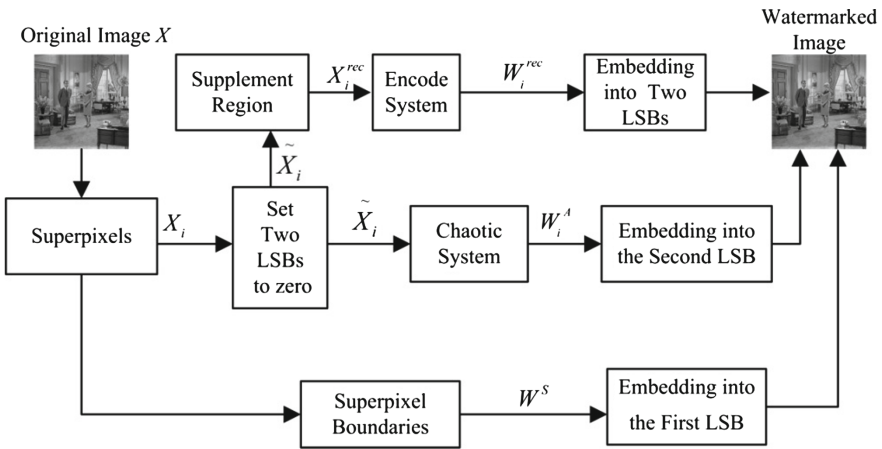 Original Image X
Watermarked
Image
Supplement
Region
X_i^{rec}
Encode
System
W_i^{rec}
Embedding
into Two
LSBs
X̃_i
Superpixels
X_i
Set
Two
LSBs
to zero
X̃_i
Chaotic
System
W_i^A
Embedding into
the Second LSB
Superpixel
Boundaries
W^S
Embedding into
the First LSB